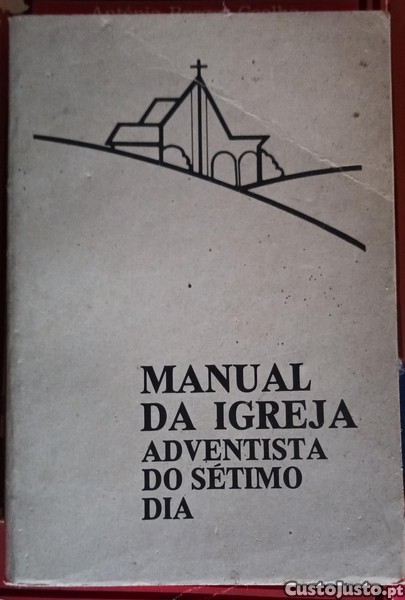 MANUAL
DA IGREJA
ADVENTISTA
DO SÉTIMO
DIA
CustoJusto.pt